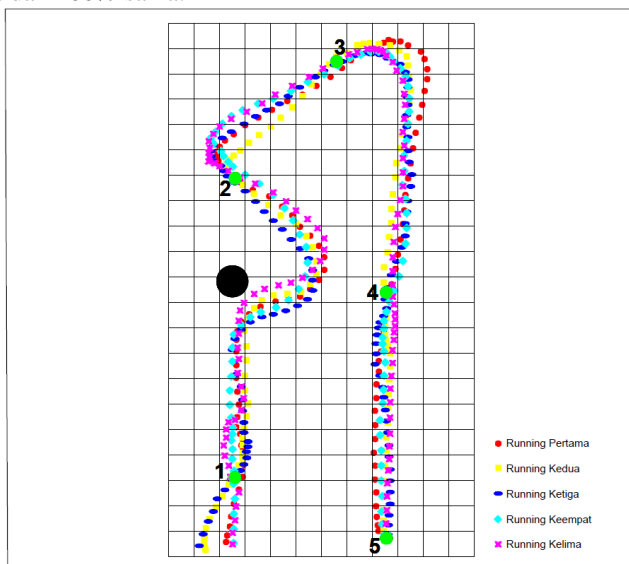 3
2
4
1
5
Running Pertama
Running Kedua
Running Ketiga
Running Keempat
Running Kelima